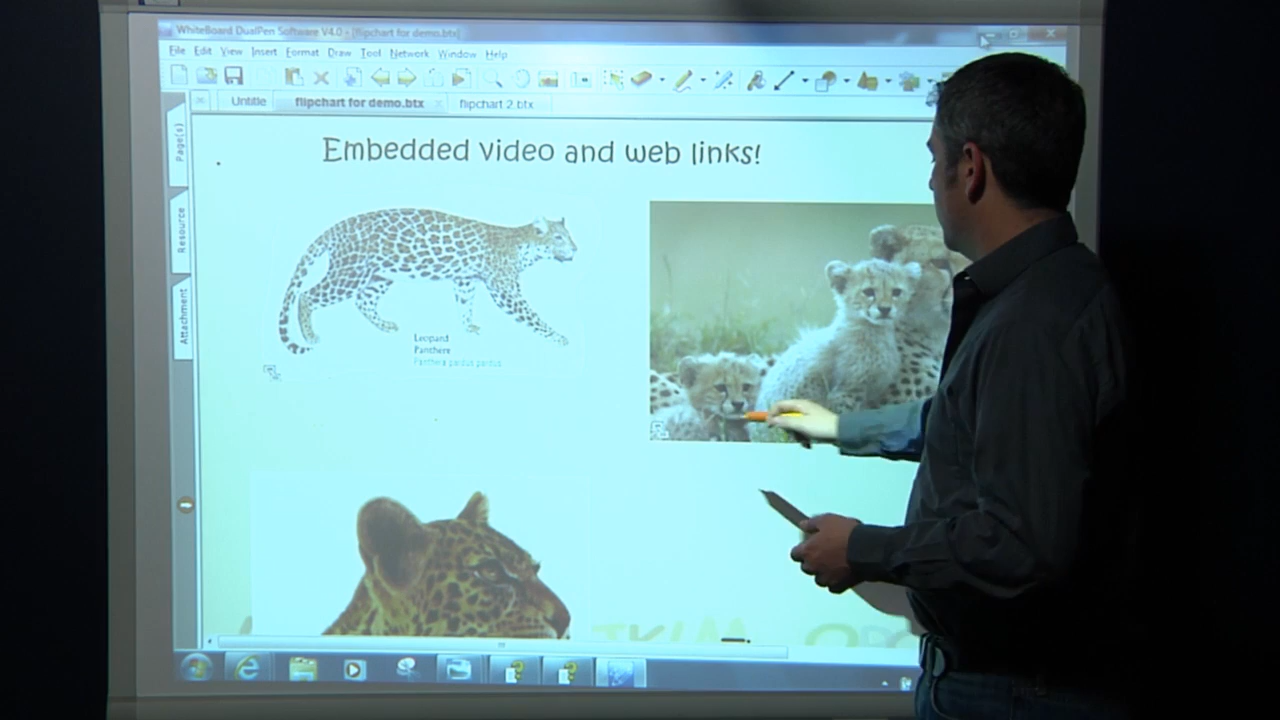 WhiteBoard DualPen Software V4.0 - [flipchart for demo.btx]
File Edit View Insert Format Draw Tool Network Window Help
Untitle flipchart for demo.btx flipchart 2.btx
Page(s)
Resource
Attachment
Embedded video and web links!
Leopard
Panthere
Panthera pardus pardus